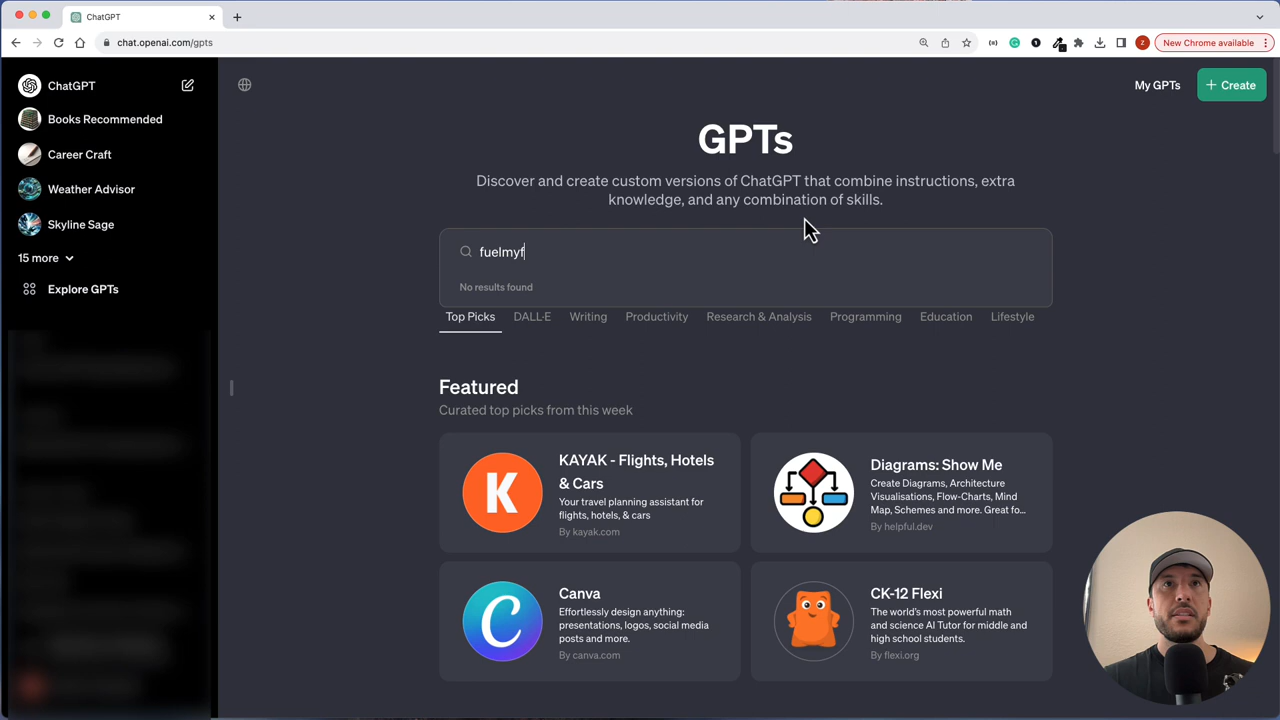 ChatGPT
chat.openai.com/gpts
New Chrome available
ChatGPT
Books Recommended
Career Craft
Weather Advisor
Skyline Sage
15 more
Explore GPTs
My GPTs
+ Create
GPTs
Discover and create custom versions of ChatGPT that combine instructions, extra
knowledge, and any combination of skills.
fuelmyf
No results found
Top Picks DALL·E Writing Productivity Research & Analysis Programming Education Lifestyle
Featured
Curated top picks from this week
KAYAK - Flights, Hotels
& Cars
Your travel planning assistant for
flights, hotels, & cars
By kayak.com
Diagrams: Show Me
Create Diagrams, Architecture
Visualisations, Flow-Charts, Mind
Map, Schemes and more. Great fo...
By helpful.dev
Canva
Effortlessly design anything:
presentations, logos, social media
posts and more.
By canva.com
CK-12 Flexi
The world's most powerful math
and science AI Tutor for middle and
high school students.
By flexi.org